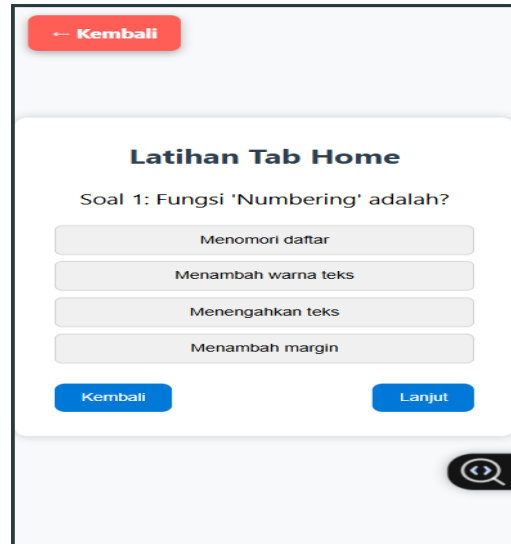 ← Kembali
Latihan Tab Home
Soal 1: Fungsi 'Numbering' adalah?
Menomori daftar
Menambah warna teks
Menengahkan teks
Menambah margin
Kembali
Lanjut